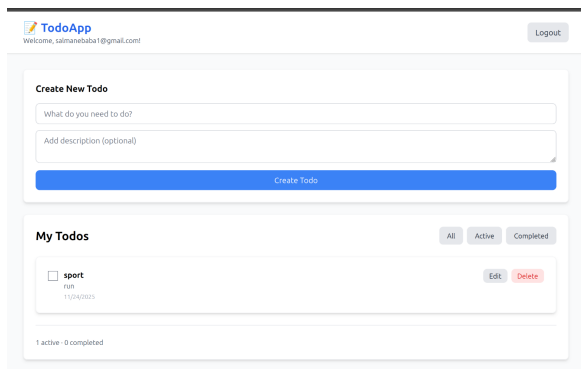 📝 TodoApp
Welcome, saimanebaba1@gmail.com!
Logout
Create New Todo
What do you need to do?
Add description (optional)
Create Todo
My Todos
All Active Completed
sport
Edit Delete
run
11/24/2025
1 active · 0 completed